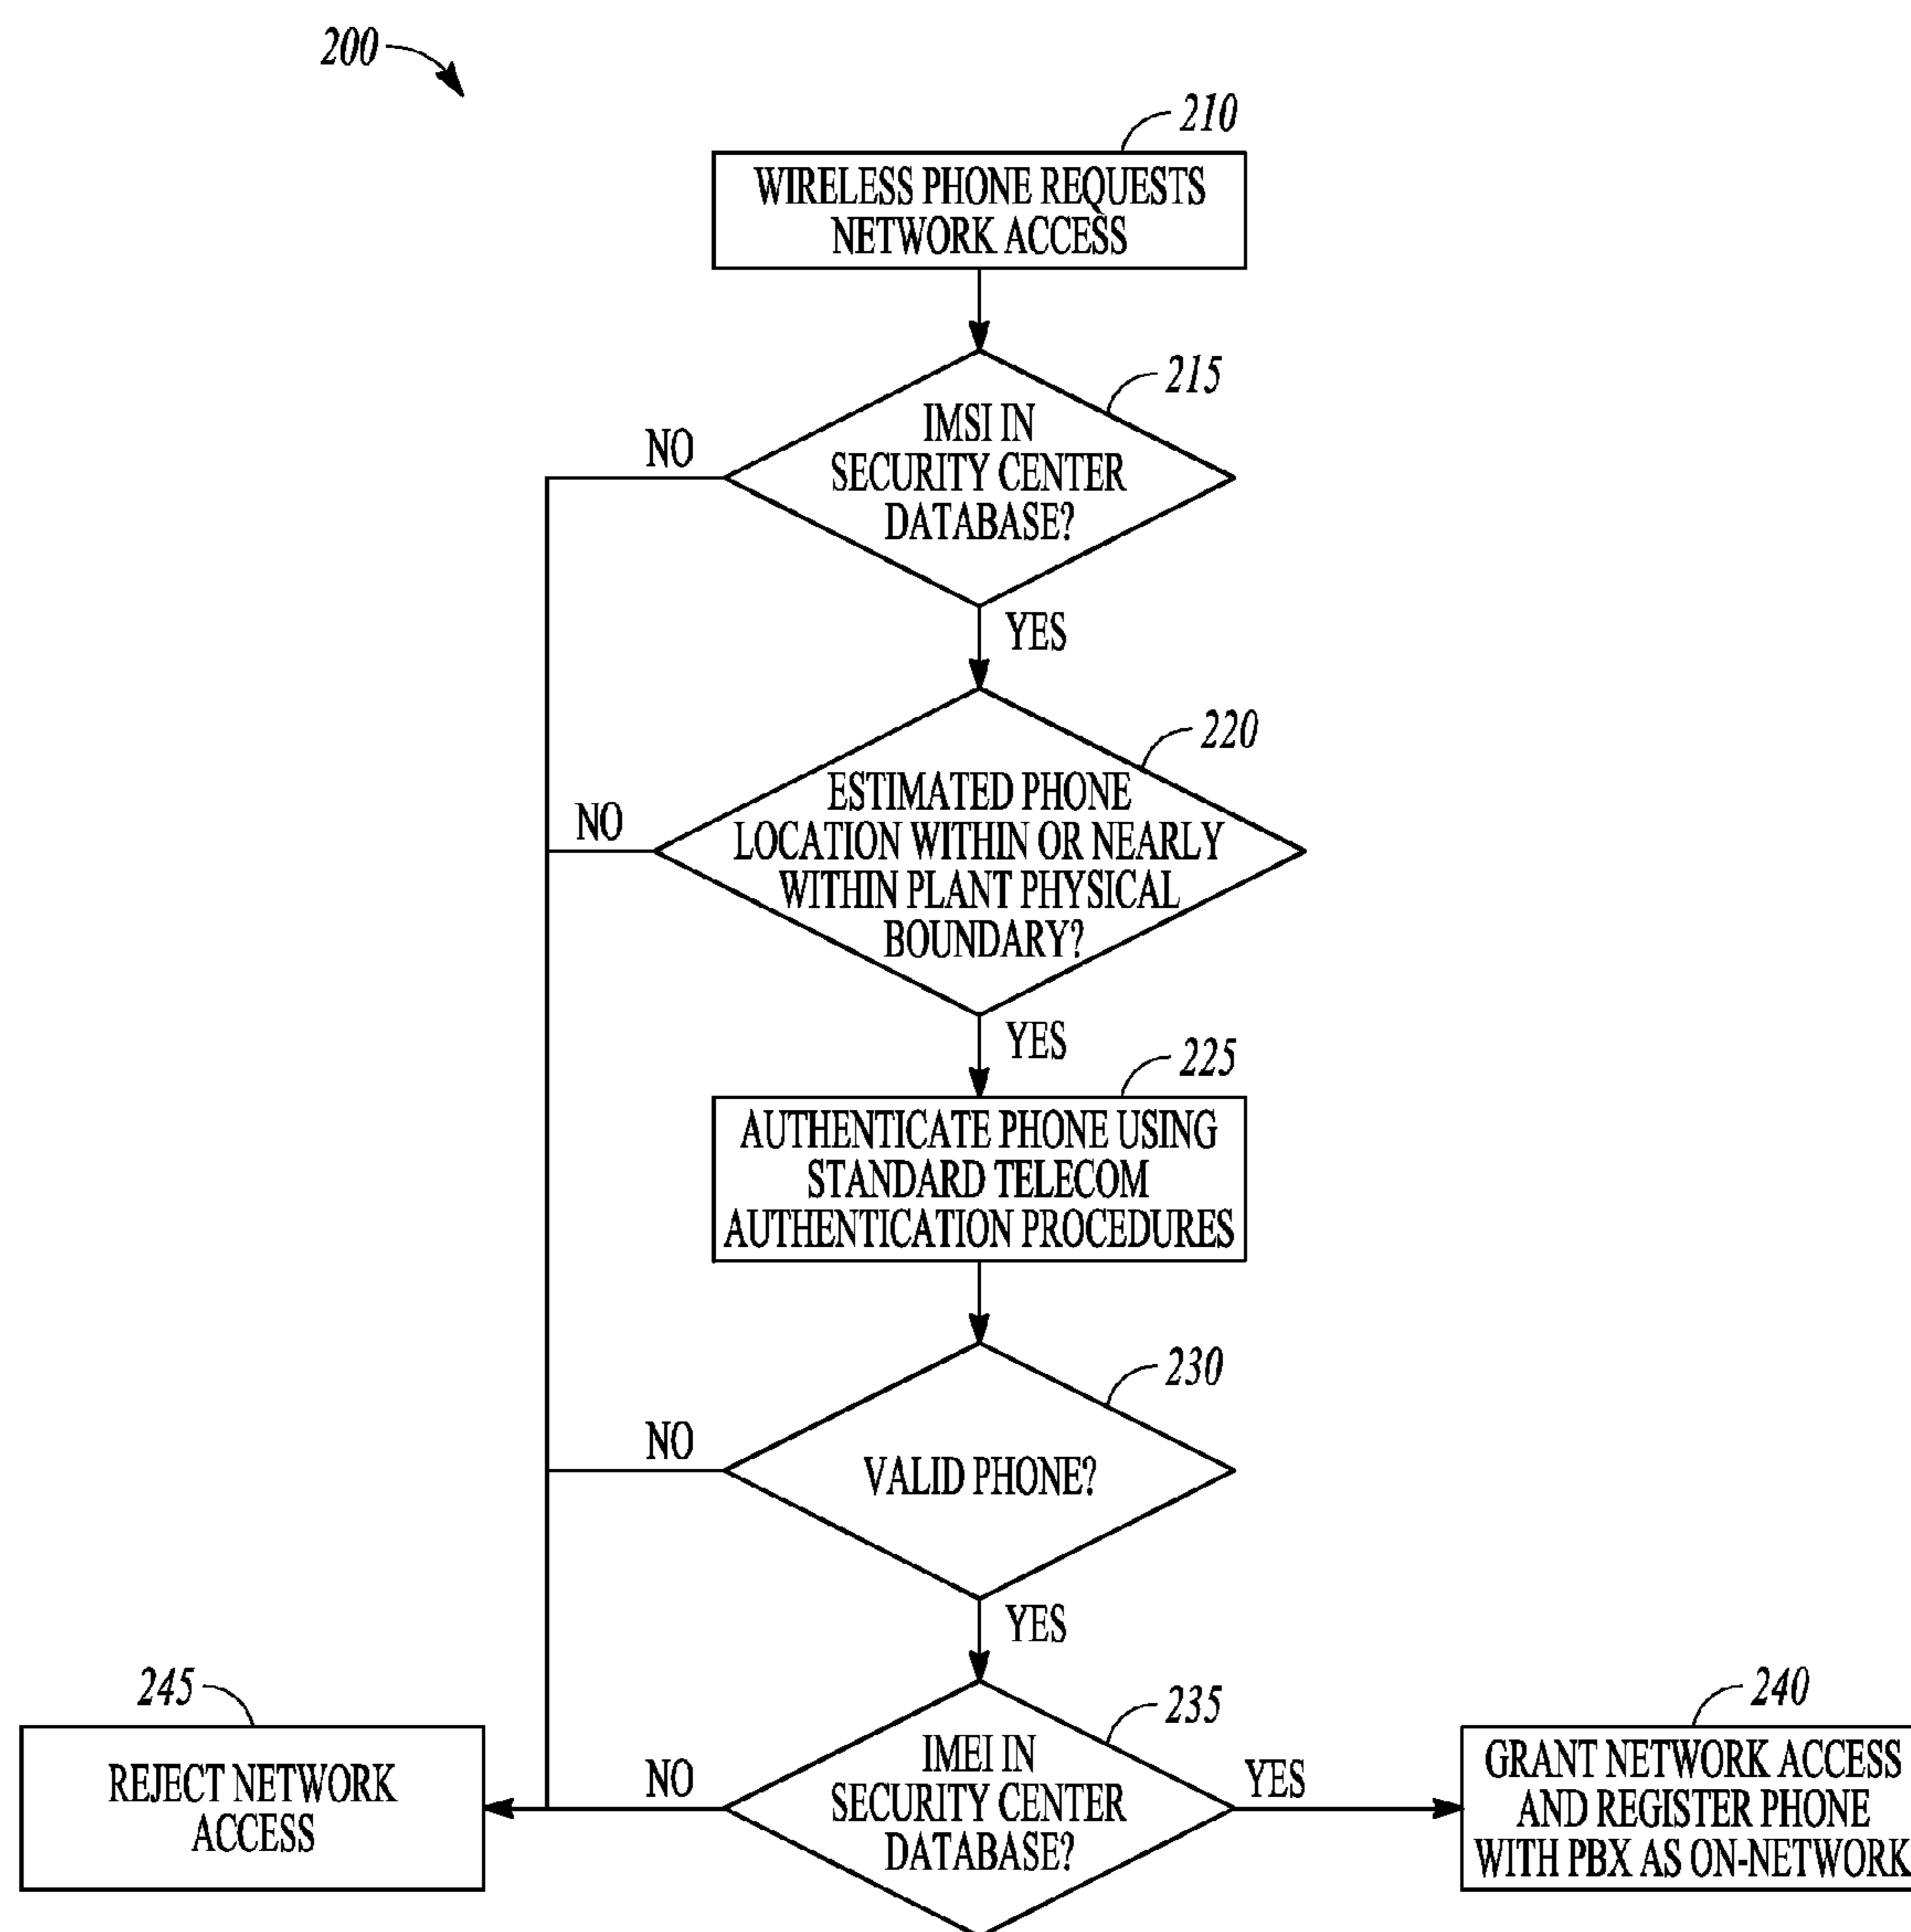 200
210
WIRELESS PHONE REQUESTS
NETWORK ACCESS
215
IMSI IN
SECURITY CENTER
DATABASE?
NO
YES
220
ESTIMATED PHONE
LOCATION WITHIN OR NEARLY
WITHIN PLANT PHYSICAL
BOUNDARY?
NO
YES
225
AUTHENTICATE PHONE USING
STANDARD TELECOM
AUTHENTICATION PROCEDURES
230
VALID PHONE?
NO
YES
235
IMEI IN
SECURITY CENTER
DATABASE?
NO
YES
245
REJECT NETWORK
ACCESS
240
GRANT NETWORK ACCESS
AND REGISTER PHONE
WITH PBX AS ON-NETWORK